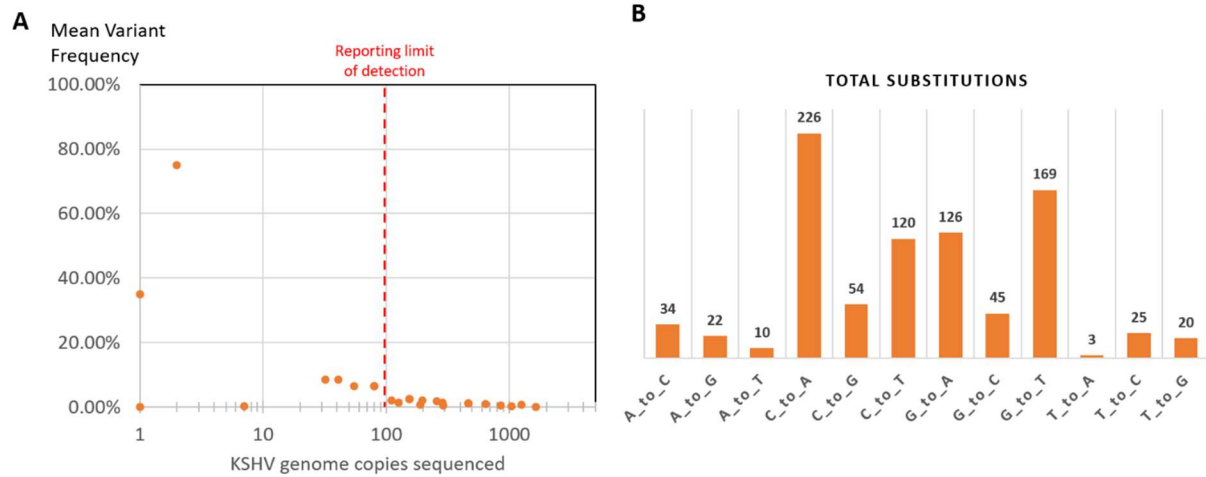 A
Mean Variant
Frequency
Reporting limit
of detection
100.00%
80.00%
60.00%
40.00%
20.00%
0.00%
1 10 100 1000
KSHV genome copies sequenced
B
TOTAL SUBSTITUTIONS
34
22
10
226
54
120
126
45
169
3
25
20
A_to_C
A_to_G
A_to_T
C_to_A
C_to_G
C_to_T
G_to_A
G_to_C
G_to_T
T_to_A
T_to_C
T_to_G